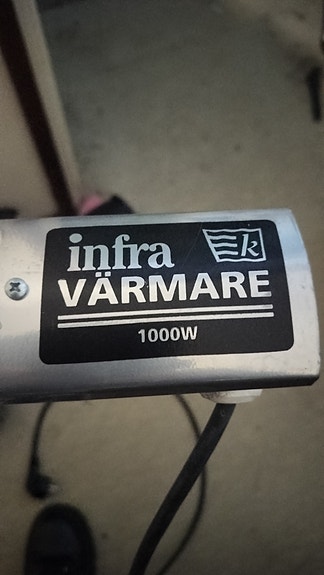 infra k
VÄRMARE
1000W